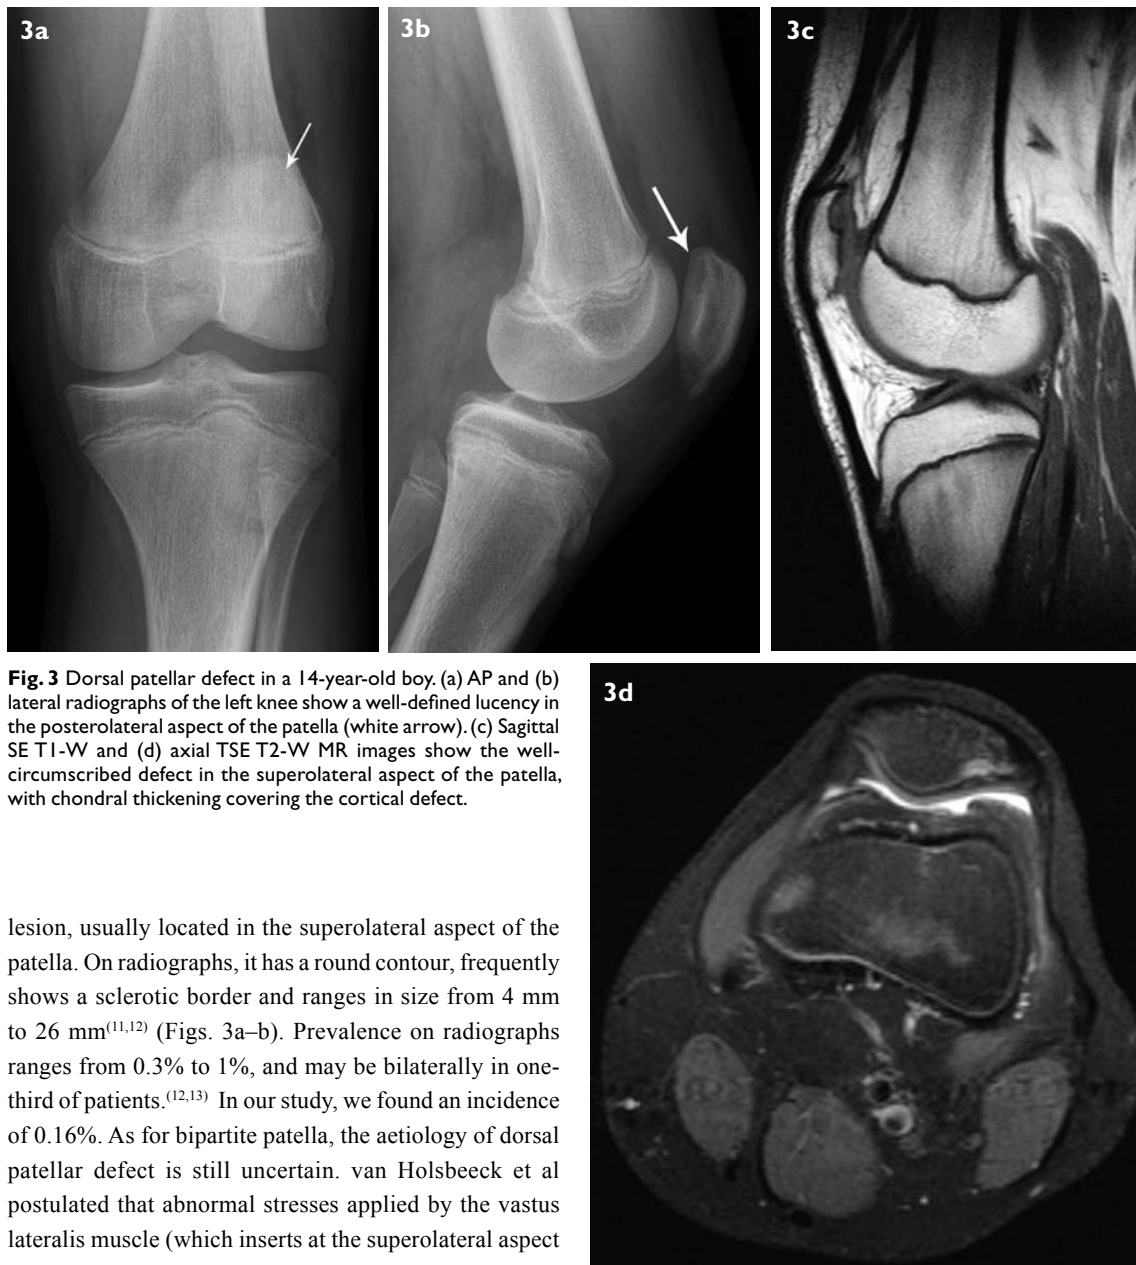 3a
3b
3c
Fig. 3 Dorsal patellar defect in a 14-year-old boy. (a) AP and (b)
lateral radiographs of the left knee show a well-defined lucency in
the posterolateral aspect of the patella (white arrow). (c) Sagittal
SE T1-W and (d) axial TSE T2-W MR images show the well-
circumscribed defect in the superolateral aspect of the patella,
with chondral thickening covering the cortical defect.
3d
lesion, usually located in the superolateral aspect of the
patella. On radiographs, it has a round contour, frequently
shows a sclerotic border and ranges in size from 4 mm
to 26 mm(11,12) (Figs. 3a–b). Prevalence on radiographs
ranges from 0.3% to 1%, and may be bilaterally in one-
third of patients.(12,13) In our study, we found an incidence
of 0.16%. As for bipartite patella, the aetiology of dorsal
patellar defect is still uncertain. van Holsbeeck et al
postulated that abnormal stresses applied by the vastus
lateralis muscle (which inserts at the superolateral aspect